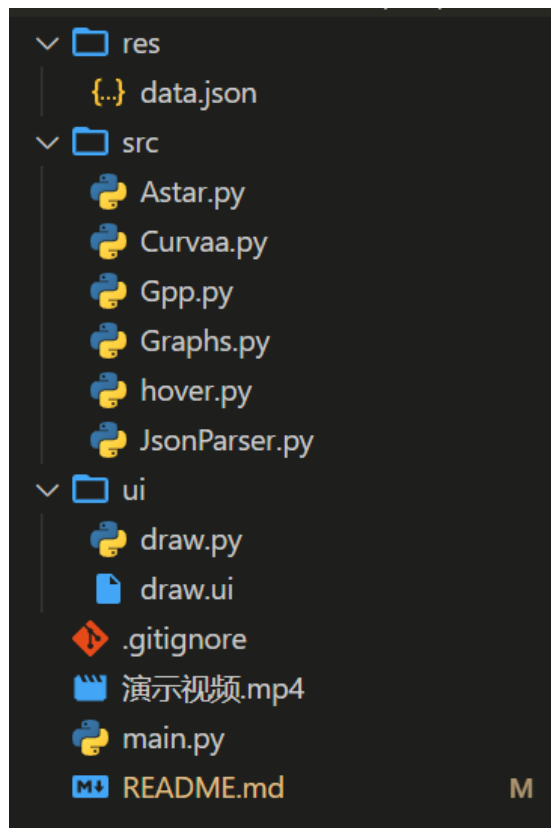 res
{...} data.json
src
Astar.py
Curvaa.py
Gpp.py
Graphs.py
hover.py
JsonParser.py
ui
draw.py
draw.ui
.gitignore
演示视频.mp4
main.py
M↓ README.md M